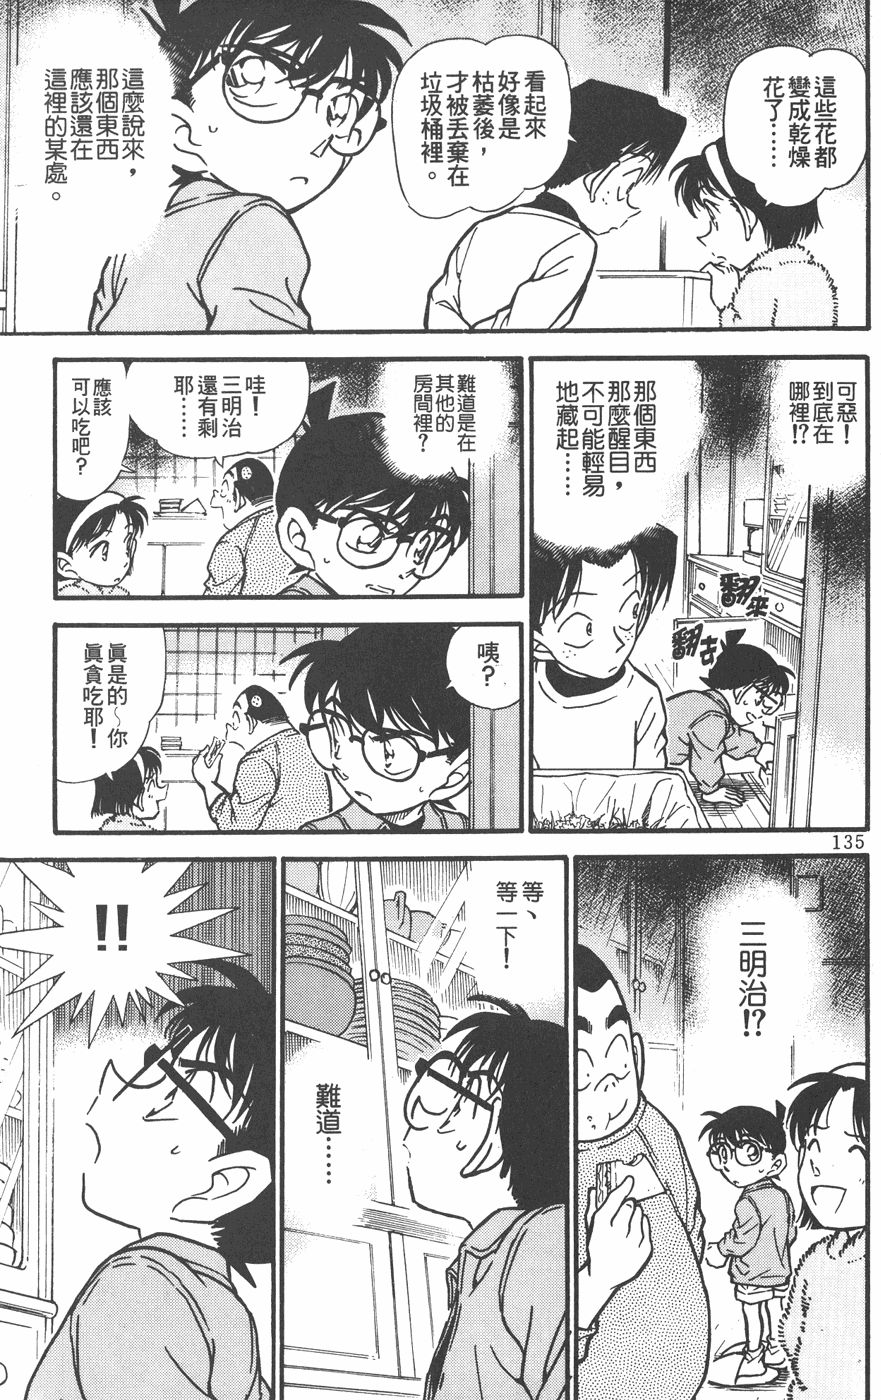 這些花都
變成乾燥
花了……
看起來
好像是
枯萎後，
才被丟棄在
垃圾桶裡。
這麼說來，
那個東西
應該還在
這裡的某處。
可惡！
到底在
哪裡!?
那個東西
那麼醒目，
不可能輕易
地藏起……
翻來
翻去
難道是在
其他的
房間裡？
哇！
三明治
還有剩
耶……
應該
可以吃吧？
咦？
真是的～你
真貪吃耶！
135
三明治!?
等、
等一下！
難道……
!!